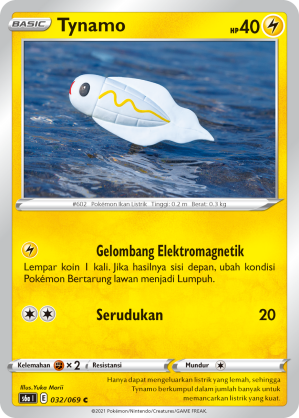 BASIC Tynamo HP40
#602 Pokémon Ikan Listrik Tinggi: 0.2 m Berat: 0.3 kg
Gelombang Elektromagnetik
Lempar koin 1 kali. Jika hasilnya sisi depan, ubah kondisi
Pokémon Bertarung lawan menjadi Lumpuh.
Serudukan 20
Kelemahan × 2 Resistansi Mundur
Illus. Yuka Morii
s6a I E 032/069 C
Hanya dapat mengeluarkan listrik yang lemah, sehingga
Tynamo berkumpul dalam jumlah banyak untuk
mengeluarkan listrik yang besar.
©2021 Pokémon/Nintendo/Creatures/GAME FREAK.